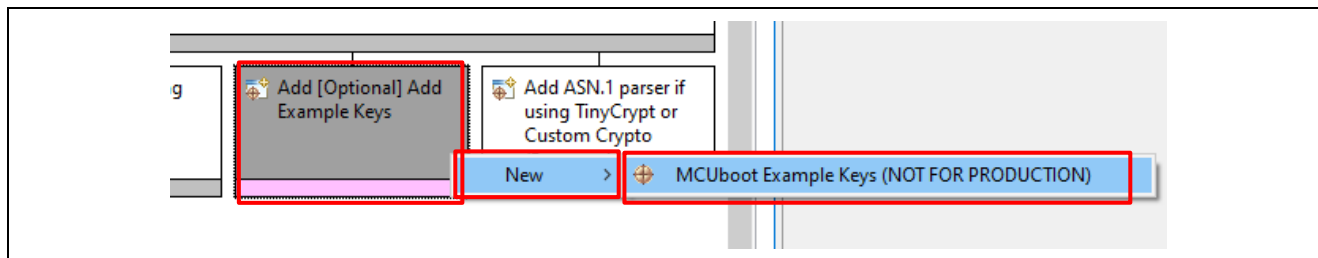 g
Add [Optional] Add
Example Keys
Add ASN.1 parser if
using TinyCrypt or
Custom Crypto
New >
MCUboot Example Keys (NOT FOR PRODUCTION)